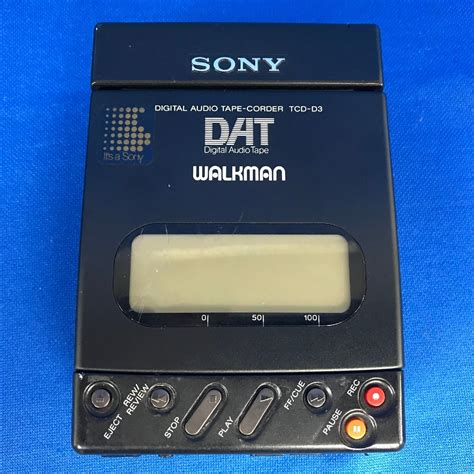 SONY
DIGITAL AUDIO TAPE-CORDER TCD-D3
DAT
Digital Audio Tape
It's a Sony
WALKMAN
0 50 100
EJECT
REW/REVIEW
STOP
PLAY
FF/CUE
PAUSE
REC